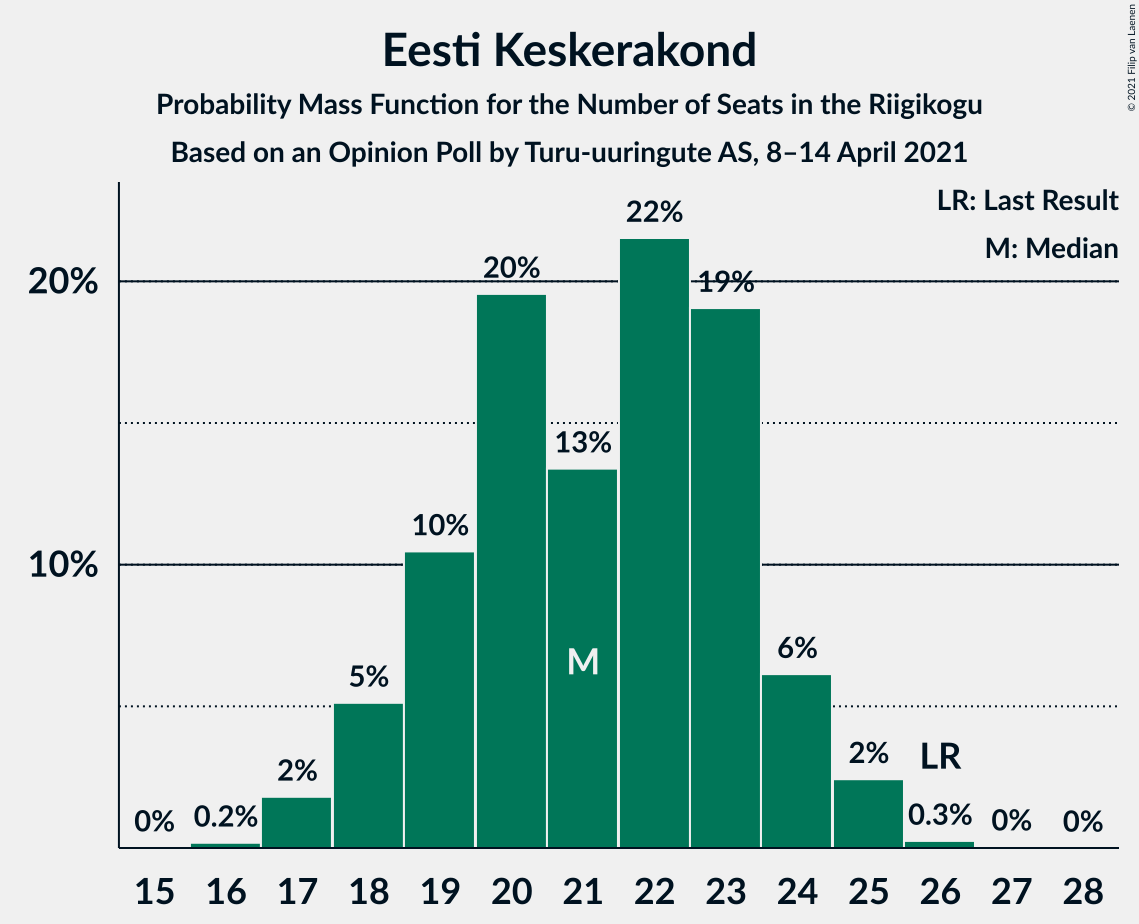 Eesti Keskerakond
Probability Mass Function for the Number of Seats in the Riigikogu
Based on an Opinion Poll by Turu-uuringute AS, 8–14 April 2021
© 2021 Filip van Laenen
LR: Last Result
M: Median
20%
10%
0%
0.2%
2%
5%
10%
20%
13%
22%
19%
6%
2%
0.3%
0%
0%
M
LR
15 16 17 18 19 20 21 22 23 24 25 26 27 28